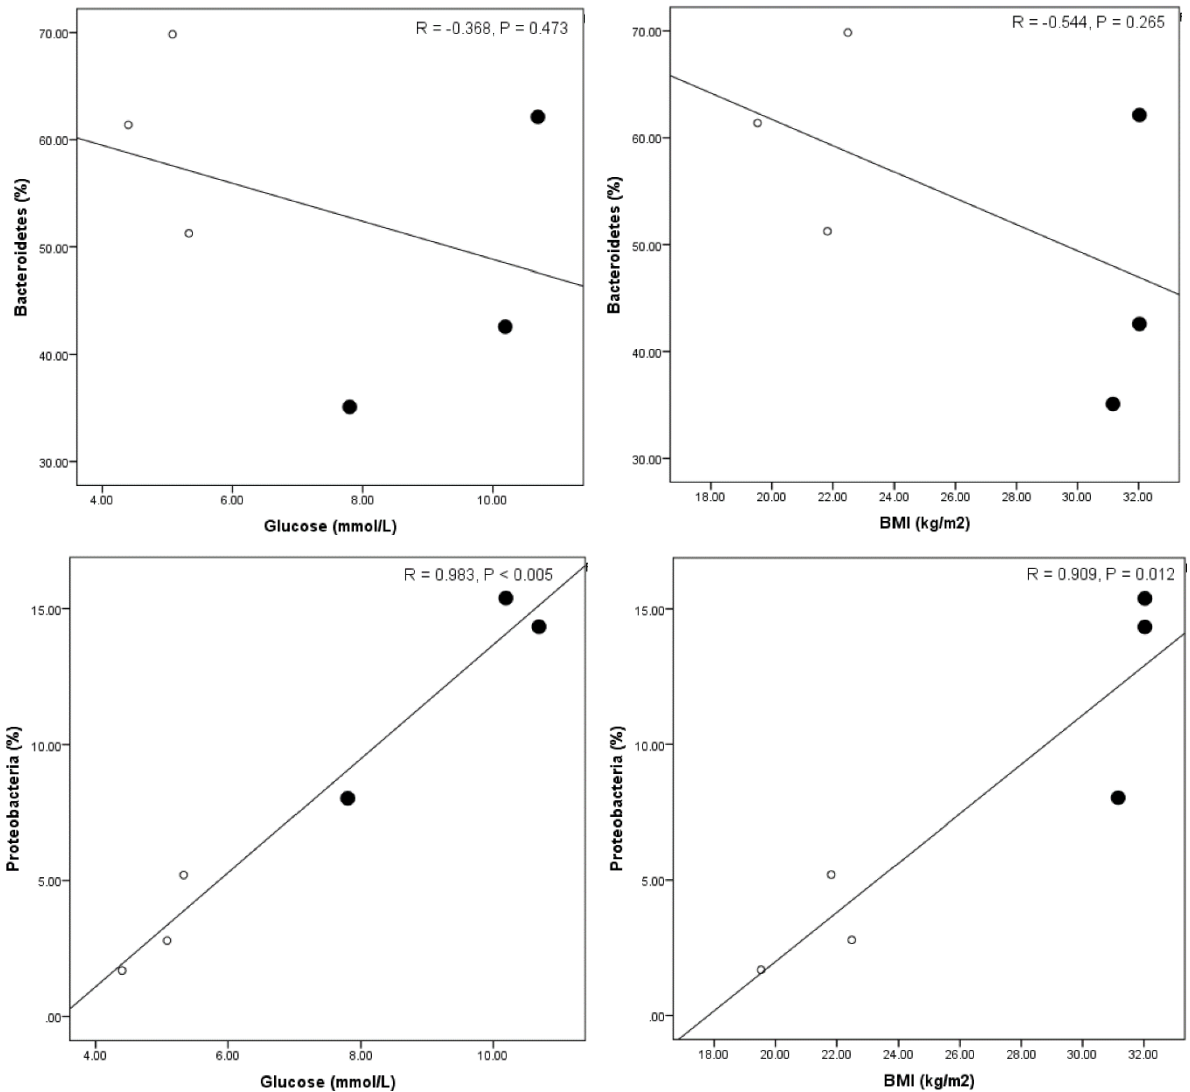 R = -0.368, P = 0.473
70.00
60.00
50.00
40.00
30.00
Bacteroidetes (%)
4.00 6.00 8.00 10.00
Glucose (mmol/L)
R = -0.544, P = 0.265
70.00
60.00
50.00
40.00
30.00
Bacteroidetes (%)
18.00 20.00 22.00 24.00 26.00 28.00 30.00 32.00
BMI (kg/m2)
R = 0.983, P < 0.005
15.00
10.00
5.00
.00
Proteobacteria (%)
4.00 6.00 8.00 10.00
Glucose (mmol/L)
R = 0.909, P = 0.012
15.00
10.00
5.00
.00
Proteobacteria (%)
18.00 20.00 22.00 24.00 26.00 28.00 30.00 32.00
BMI (kg/m2)